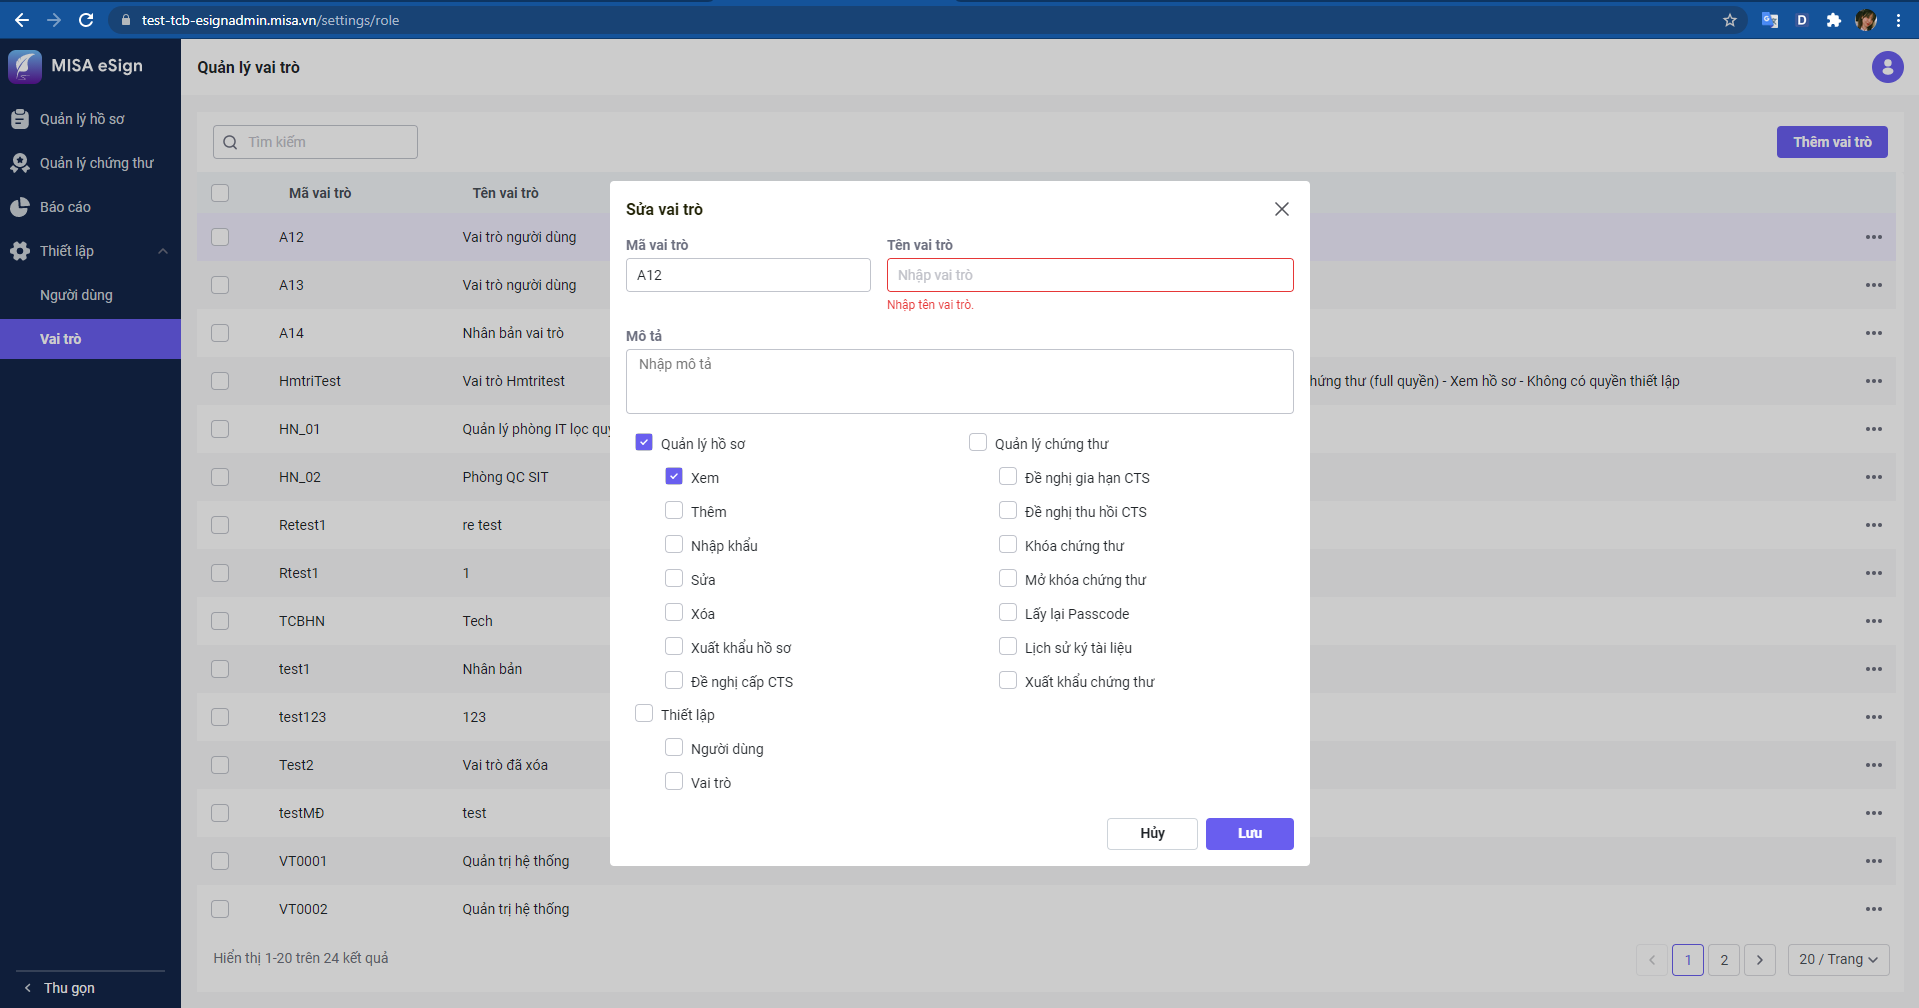 test-tcb-esignadmin.misa.vn/settings/role
D
MISA eSign
Quản lý hồ sơ
Quản lý chứng thư
Báo cáo
Thiết lập
Người dùng
Vai trò
Thu gọn
Quản lý vai trò
Tìm kiếm
Thêm vai trò
Mã vai trò Tên vai trò
A12 Vai trò người dùng
A13 Vai trò người dùng
A14 Nhân bản vai trò
HmtriTest Vai trò Hmtritest hứng thư (full quyền) - Xem hồ sơ - Không có quyền thiết lập
HN_01 Quản lý phòng IT lọc quy
HN_02 Phòng QC SIT
Retest1 re test
Rtest1 1
TCBHN Tech
test1 Nhân bản
test123 123
Test2 Vai trò đã xóa
testMĐ test
VT0001 Quản trị hệ thống
VT0002 Quản trị hệ thống
Hiển thị 1-20 trên 24 kết quả
1 2 20 / Trang
Sửa vai trò
Mã vai trò Tên vai trò
A12 Nhập vai trò
Nhập tên vai trò.
Mô tả
Nhập mô tả
Quản lý hồ sơ
Xem
Thêm
Nhập khẩu
Sửa
Xóa
Xuất khẩu hồ sơ
Đề nghị cấp CTS
Thiết lập
Người dùng
Vai trò
Quản lý chứng thư
Đề nghị gia hạn CTS
Đề nghị thu hồi CTS
Khóa chứng thư
Mở khóa chứng thư
Lấy lại Passcode
Lịch sử ký tài liệu
Xuất khẩu chứng thư
Hủy Lưu